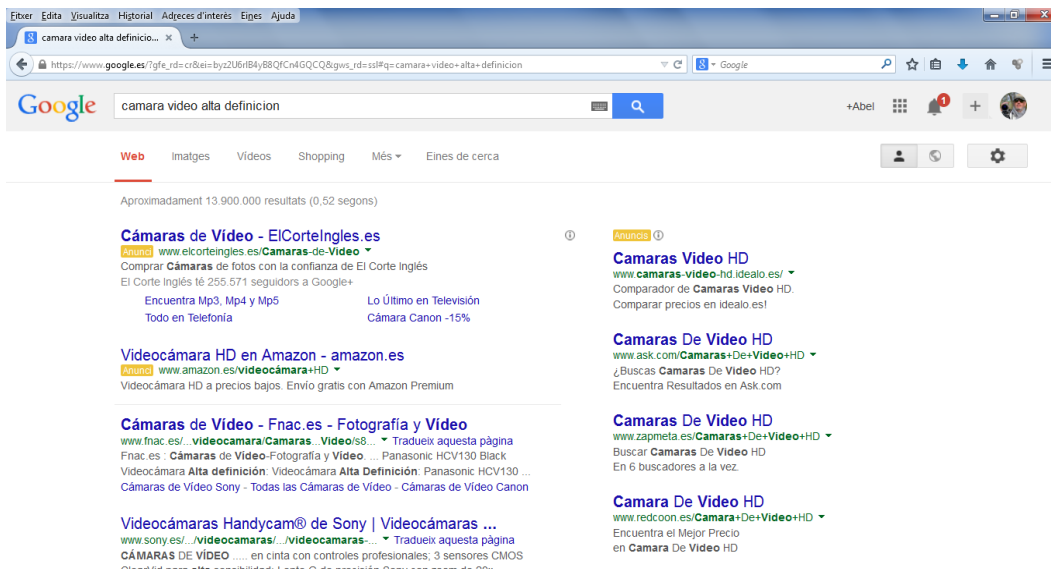 Eitxer Edita Visualitza Historial Adreces d'interès Eines Ajuda
camara video alta definicio... × +
https://www.google.es/?gfe_rd=cr&ei=byz2U6rIB4yB8QfCn4GQCQ&gws_rd=ssl#q=camara+video+alta+definicion
Google
Google
camara video alta definicion
+Abel
1
Web Imatges Vídeos Shopping Més Eines de cerca
Aproximadament 13.900.000 resultats (0,52 segons)
Cámaras de Vídeo - ElCorteIngles.es
Anunci www.elcorteingles.es/Camaras-de-Video
Comprar Cámaras de fotos con la confianza de El Corte Inglés
El Corte Inglés té 255.571 seguidors a Google+
Encuentra Mp3, Mp4 y Mp5 Lo Último en Televisión
Todo en Telefonía Cámara Canon -15%
Videocámara HD en Amazon - amazon.es
Anunci www.amazon.es/videocámara+HD
Videocámara HD a precios bajos. Envío gratis con Amazon Premium
Cámaras de Vídeo - Fnac.es - Fotografía y Vídeo
www.fnac.es/...videocamara/Camaras...Video/s8... Tradueix aquesta pàgina
Fnac.es : Cámaras de Vídeo-Fotografía y Vídeo. ... Panasonic HCV130 Black
Videocámara Alta definición: Videocámara Alta Definición: Panasonic HCV130 ...
Cámaras de Vídeo Sony - Todas las Cámaras de Vídeo - Cámaras de Vídeo Canon
Videocámaras Handycam® de Sony | Videocámaras ...
www.sony.es/.../videocamaras/.../videocamaras-... Tradueix aquesta pàgina
CÁMARAS DE VÍDEO ..... en cinta con controles profesionales; 3 sensores CMOS
Anuncis
Camaras Video HD
www.camaras-video-hd.idealo.es/
Comparador de Camaras Video HD.
Comparar precios en idealo.es!
Camaras De Video HD
www.ask.com/Camaras+De+Video+HD
¿Buscas Camaras De Video HD?
Encuentra Resultados en Ask.com
Camaras De Video HD
www.zapmeta.es/Camaras+De+Video+HD
Buscar Camaras De Video HD
En 6 buscadores a la vez.
Camara De Video HD
www.redcoon.es/Camara+De+Video+HD
Encuentra el Mejor Precio
en Camara De Video HD